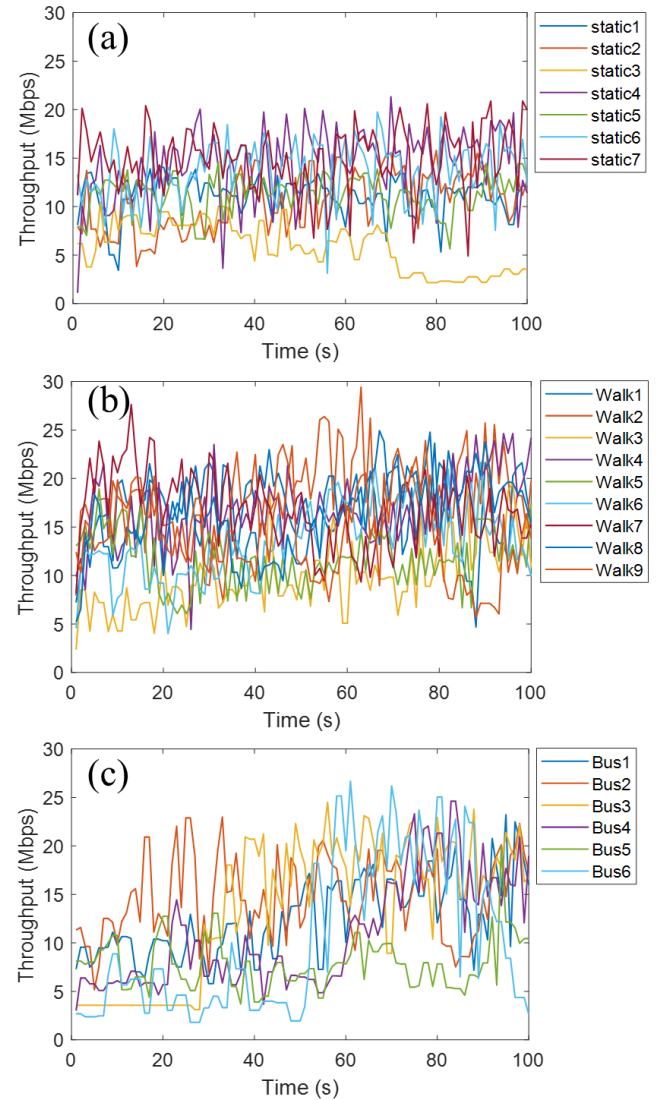 (a)
30
25
20
15
10
5
0
Throughput (Mbps)
0 20 40 60 80 100
Time (s)
static1
static2
static3
static4
static5
static6
static7
(b)
30
25
20
15
10
5
0
Throughput (Mbps)
0 20 40 60 80 100
Time (s)
Walk1
Walk2
Walk3
Walk4
Walk5
Walk6
Walk7
Walk8
Walk9
(c)
30
25
20
15
10
5
0
Throughput (Mbps)
0 20 40 60 80 100
Time (s)
Bus1
Bus2
Bus3
Bus4
Bus5
Bus6